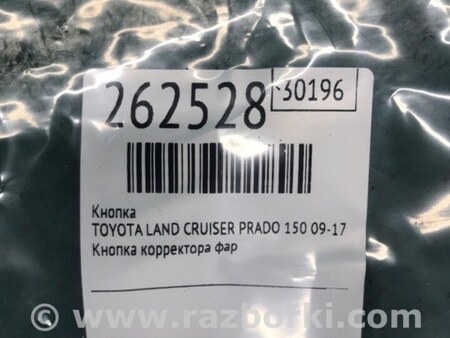 262528 30196
Кнопка
TOYOTA LAND CRUISER PRADO 150 09-17
Кнопка корректора фар
© www.razborki.com